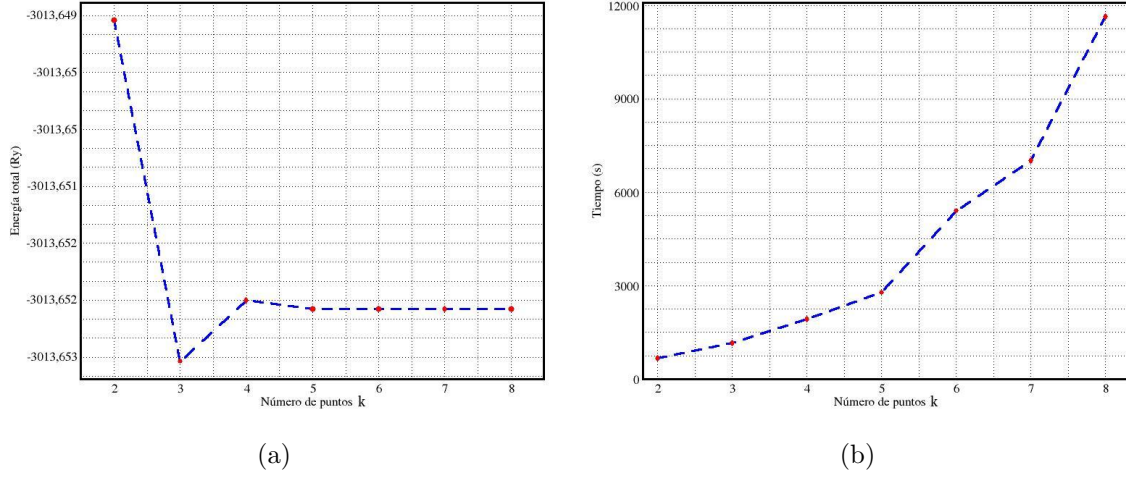 -3013,649
-3013,65
-3013,65
-3013,651
-3013,652
-3013,652
-3013,653
Energía total (Ry)
2 3 4 5 6 7 8
Número de puntos k
(a)
12000
9000
6000
3000
0
Tiempo (s)
2 3 4 5 6 7 8
Número de puntos k
(b)